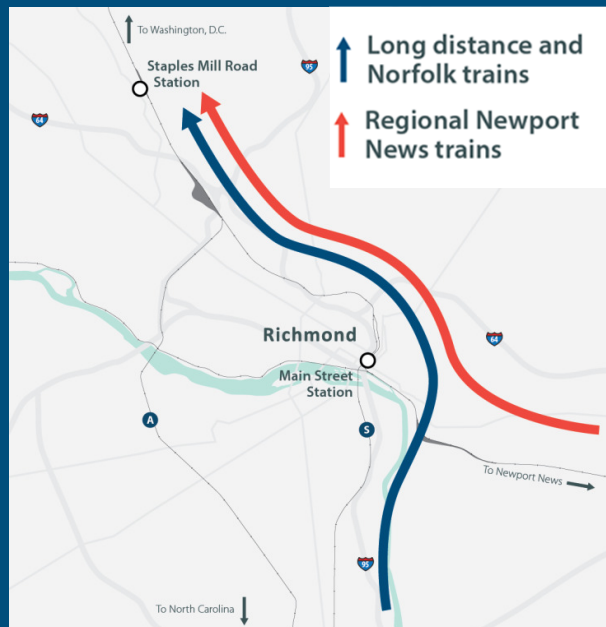 To Washington, D.C.
Staples Mill Road
Station
95
64
Long distance and
Norfolk trains
Regional Newport
News trains
Richmond
64
Main Street
Station
A
S
To Newport News
95
To North Carolina